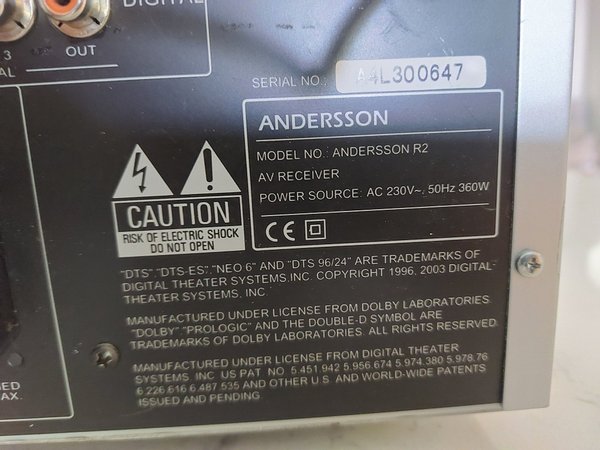 DIGITAL
3
OUT
AL
SERIAL NO.: A4L300647
ANDERSSON
MODEL NO.: ANDERSSON R2
AV RECEIVER
POWER SOURCE: AC 230V~, 50Hz 360W
CE
CAUTION
RISK OF ELECTRIC SHOCK
DO NOT OPEN
"DTS","DTS-ES","NEO 6" AND "DTS 96/24" ARE TRADEMARKS OF
DIGITAL THEATER SYSTEMS,INC. COPYRIGHT 1996, 2003 DIGITAL
THEATER SYSTEMS, INC.
MANUFACTURED UNDER LICENSE FROM DOLBY LABORATORIES.
"DOLBY","PROLOGIC" AND THE DOUBLE-D SYMBOL ARE
TRADEMARKS OF DOLBY LABORATORIES. ALL RIGHTS RESERVED
MANUFACTURED UNDER LICENSE FROM DIGITAL THEATER
SYSTEMS, INC US PAT NO. 5.451.942 5.956.674 5.974.380 5.978.76
6.226.616 6.487.535 AND OTHER U.S. AND WORLD-WIDE PATENTS
ISSUED AND PENDING.
ED
AX.